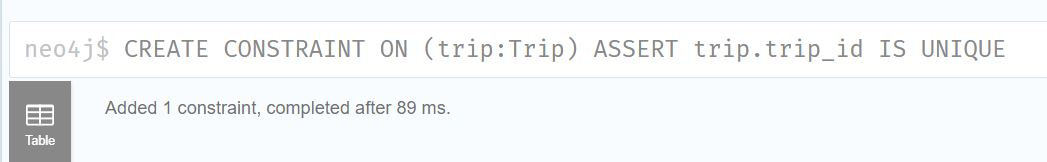 neo4j$ CREATE CONSTRAINT ON (trip:Trip) ASSERT trip.trip_id IS UNIQUE
Added 1 constraint, completed after 89 ms.
Table